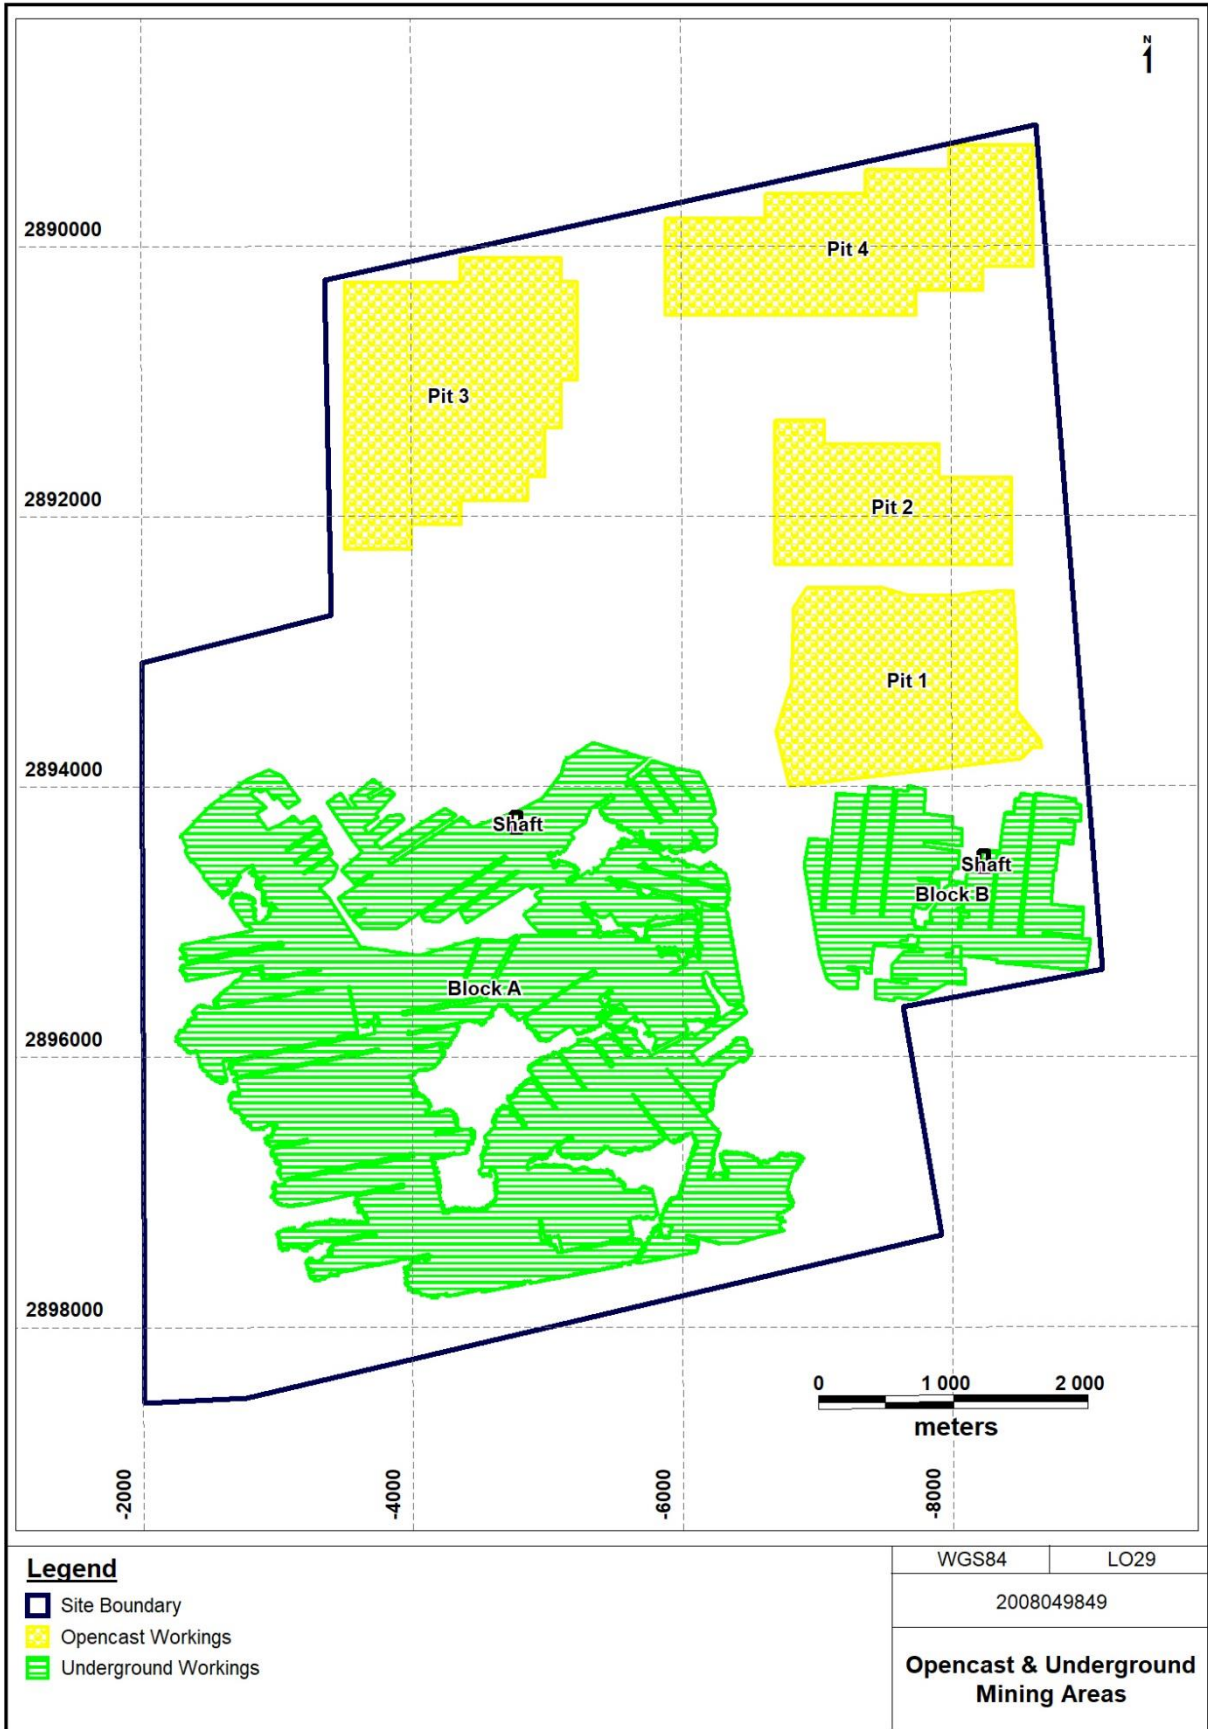 N
1
2890000
Pit 4
Pit 3
2892000
Pit 2
Pit 1
2894000
Shaft
Shaft
Block B
Block A
2896000
2898000
0 1 000 2 000
meters
-2000
-4000
-6000
-8000
Legend
Site Boundary
Opencast Workings
Underground Workings
WGS84 LO29
2008049849
Opencast & Underground
Mining Areas